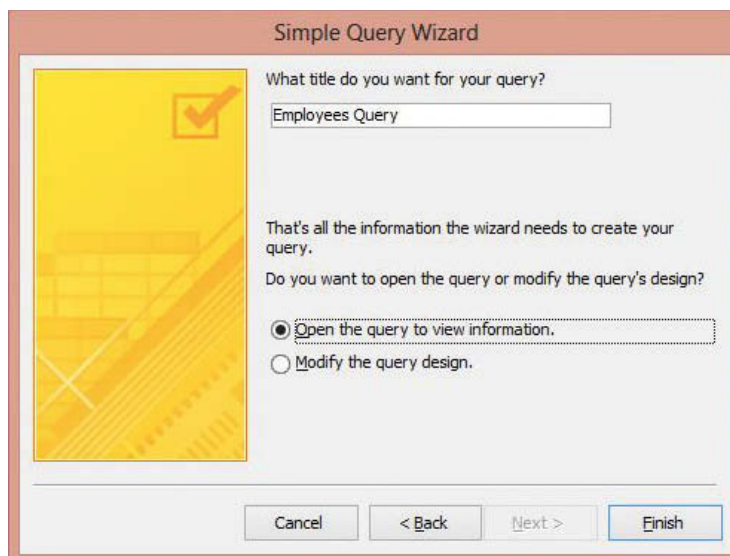 Simple Query Wizard
What title do you want for your query?
Employees Query
That's all the information the wizard needs to create your
query.
Do you want to open the query or modify the query's design?
Open the query to view information.
Modify the query design.
Cancel
< Back
Next >
Finish